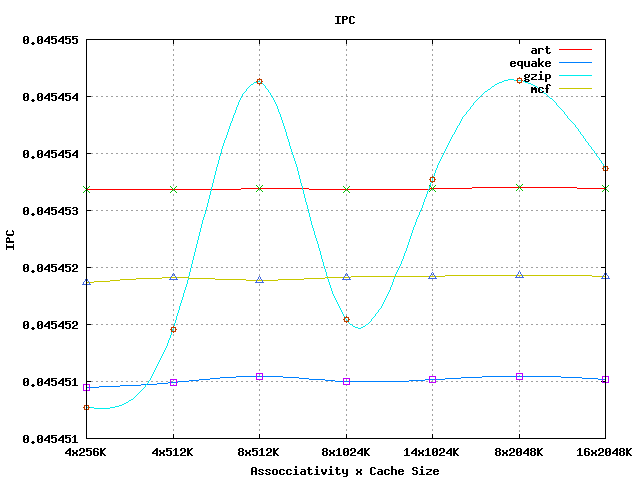 IPC
0.045455
0.045454
0.045454
0.045453
0.045452
0.045452
0.045451
0.045451
IPC
art
equake
gzip
mcf
4x256K 4x512K 8x512K 8x1024K 14x1024K 8x2048K 16x2048K
Assocciativity x Cache Size